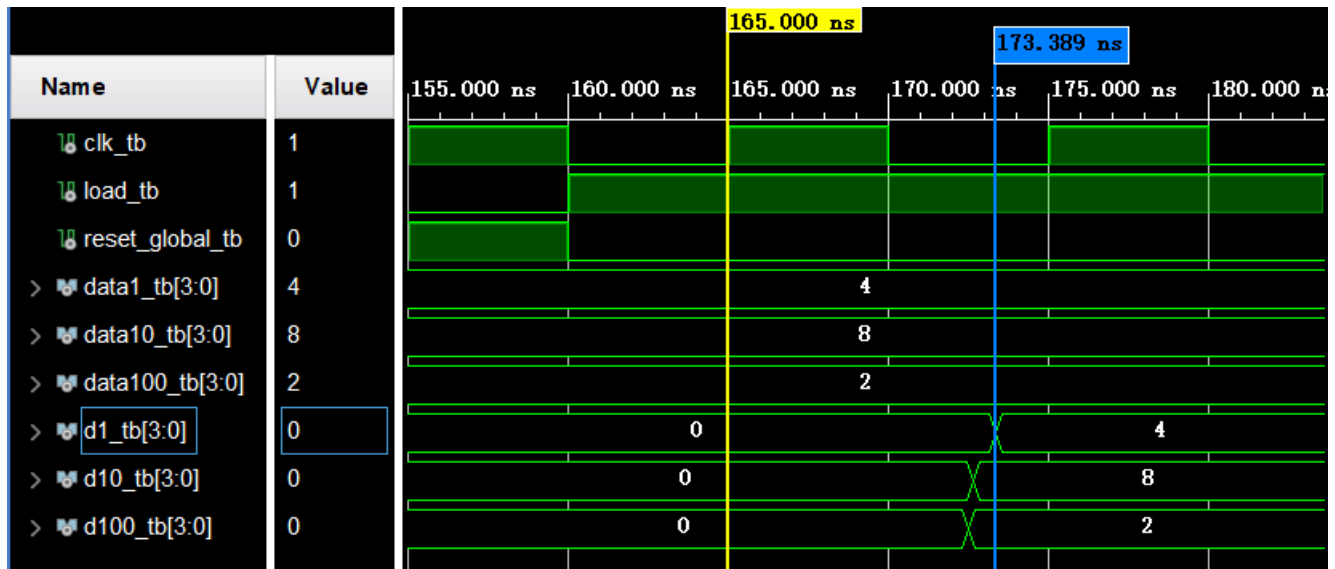 165.000 ns
173.389 ns
Name Value 155.000 ns 160.000 ns 165.000 ns 170.000 ns 175.000 ns 180.000 n
clk_tb 1
load_tb 1
reset_global_tb 0
data1_tb[3:0] 4 4
data10_tb[3:0] 8 8
data100_tb[3:0] 2 2
d1_tb[3:0] 0 0 4
d10_tb[3:0] 0 0 8
d100_tb[3:0] 0 0 2